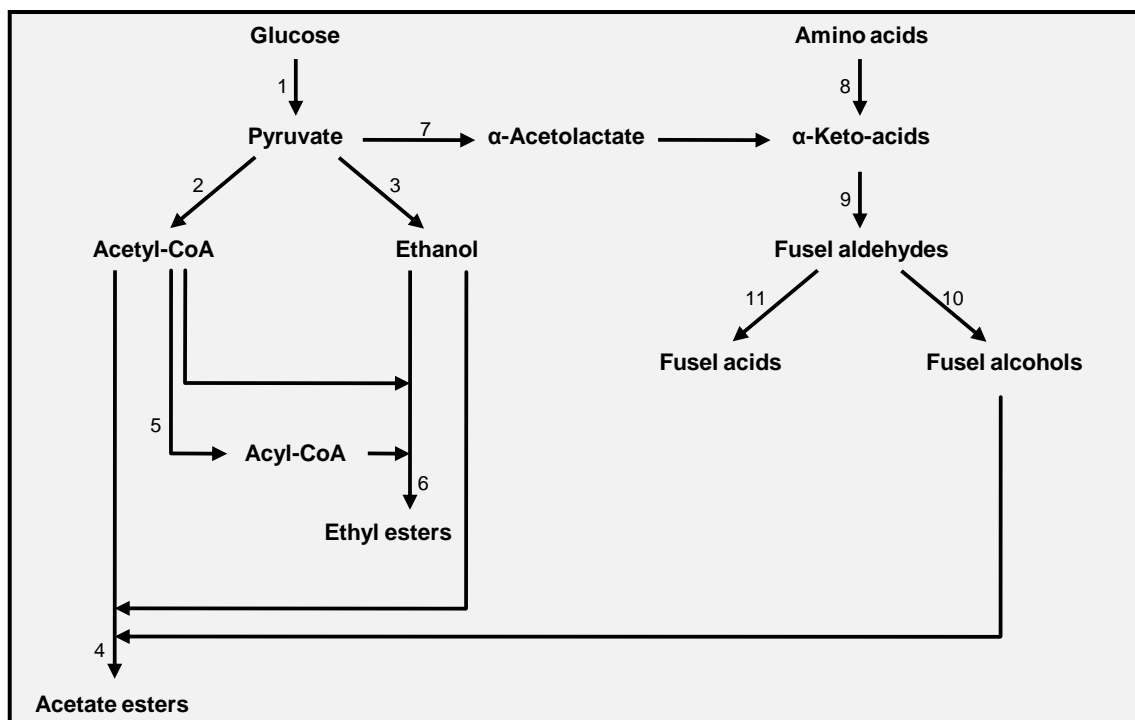 Glucose
Amino acids
1
8
Pyruvate
7
α-Acetolactate
α-Keto-acids
2
3
9
Acetyl-CoA
Ethanol
Fusel aldehydes
11
10
Fusel acids
Fusel alcohols
5
Acyl-CoA
6
Ethyl esters
4
Acetate esters